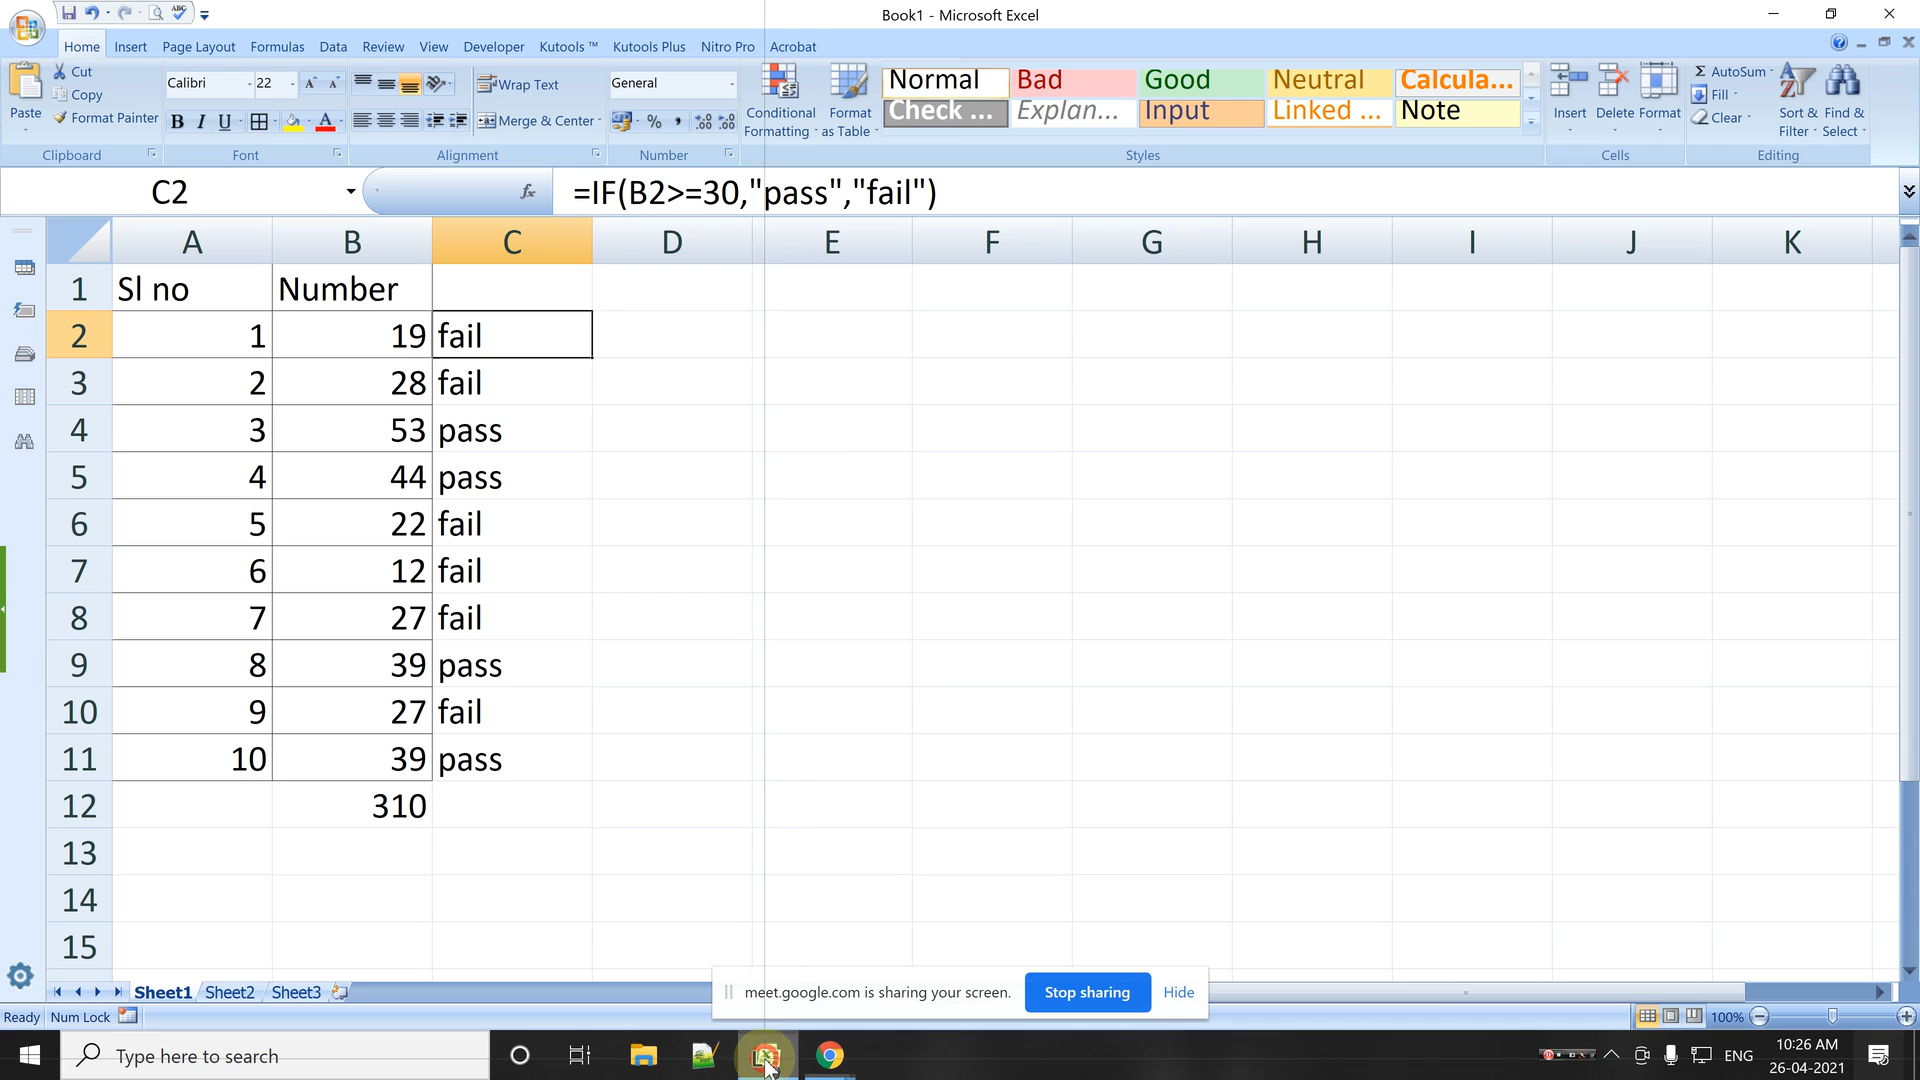 Book1 - Microsoft Excel
Home Insert Page Layout Formulas Data Review View Developer Kutools ™ Kutools Plus Nitro Pro Acrobat
Paste
Cut
Copy
Format Painter
Clipboard
Calibri 22
B I U
Font
Wrap Text
Merge & Center
Alignment
General
Number
Conditional Formatting
Format as Table
Normal Bad Good Neutral Calcula...
Check ... Explan... Input Linked ... Note
Styles
Insert Delete Format
Cells
Σ AutoSum
Fill
Clear
Sort & Filter
Find & Select
Editing
C2 fx =IF(B2>=30,"pass","fail")
A B C D E F G H I J K
1 Sl no Number
2 1 19 fail
3 2 28 fail
4 3 53 pass
5 4 44 pass
6 5 22 fail
7 6 12 fail
8 7 27 fail
9 8 39 pass
10 9 27 fail
11 10 39 pass
12 310
13
14
15
Sheet1 Sheet2 Sheet3
meet.google.com is sharing your screen. Stop sharing Hide
Ready Num Lock 100%
Type here to search
ENG
10:26 AM
26-04-2021